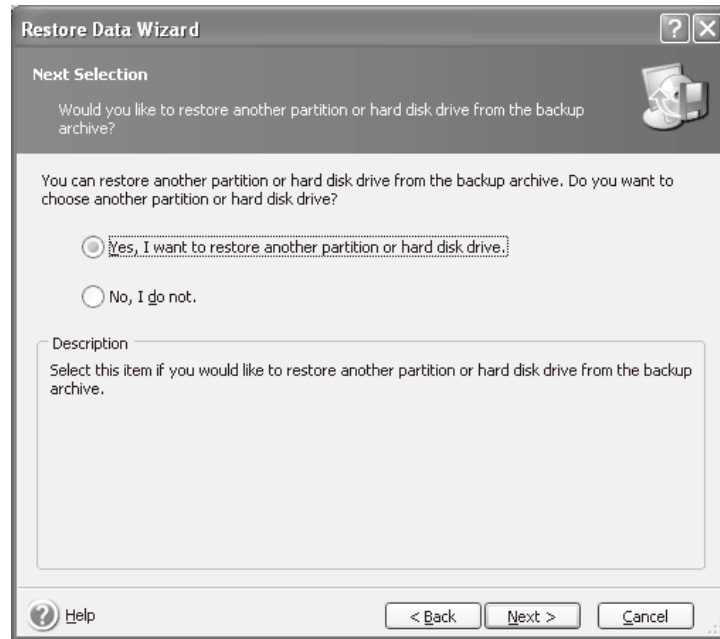 Restore Data Wizard
Next Selection
Would you like to restore another partition or hard disk drive from the backup
archive?
You can restore another partition or hard disk drive from the backup archive. Do you want to
choose another partition or hard disk drive?
Yes, I want to restore another partition or hard disk drive.
No, I do not.
Description
Select this item if you would like to restore another partition or hard disk drive from the backup
archive.
Help < Back Next > Cancel